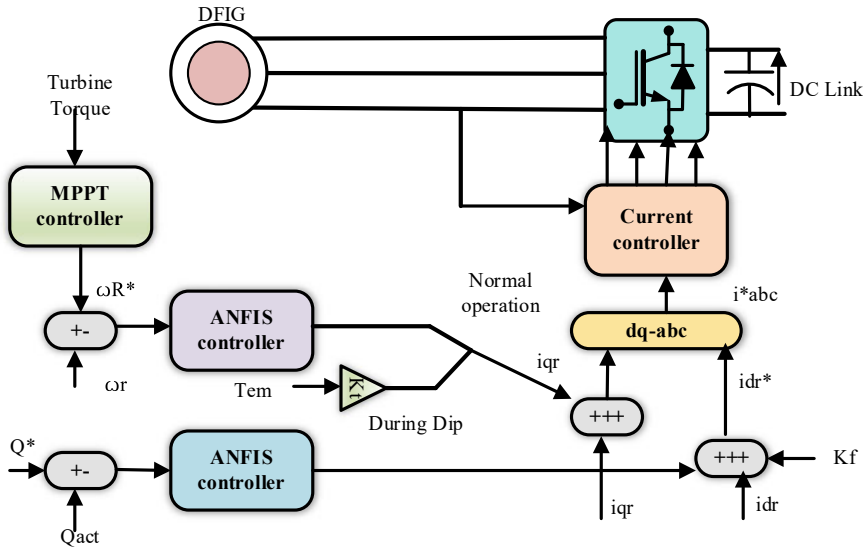 DFIG
DC Link
Turbine
Torque
MPPT
controller
Current
controller
ωR*
Normal
operation
i*abc
+-
ANFIS
controller
dq-abc
ωr
Tem
Kt
iqr
idr*
During Dip
+++
Q*
+-
ANFIS
controller
+++
Kf
Qact
iqr
idr